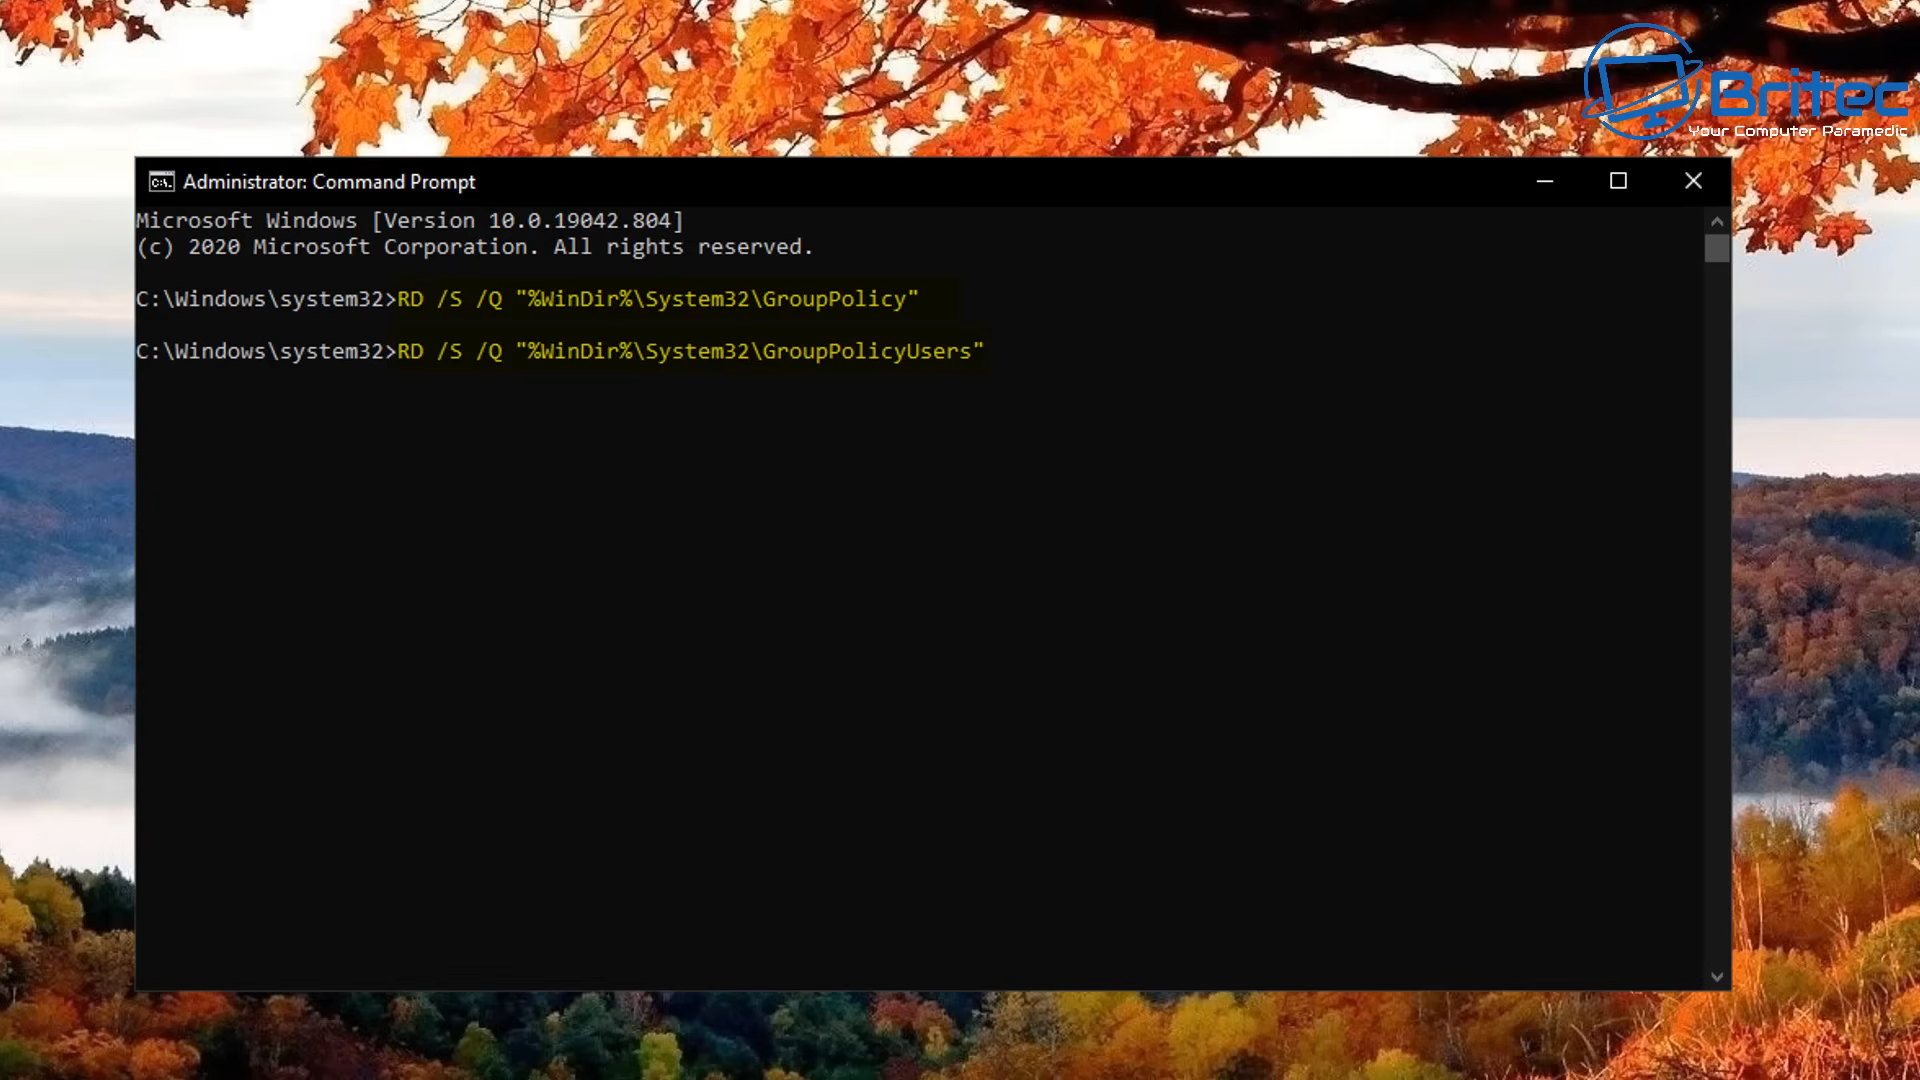 Britec
Your Computer Paramedic
Administrator: Command Prompt
Microsoft Windows [Version 10.0.19042.804]
(c) 2020 Microsoft Corporation. All rights reserved.
C:\Windows\system32>RD /S /Q "%WinDir%\System32\GroupPolicy"
C:\Windows\system32>RD /S /Q "%WinDir%\System32\GroupPolicyUsers"